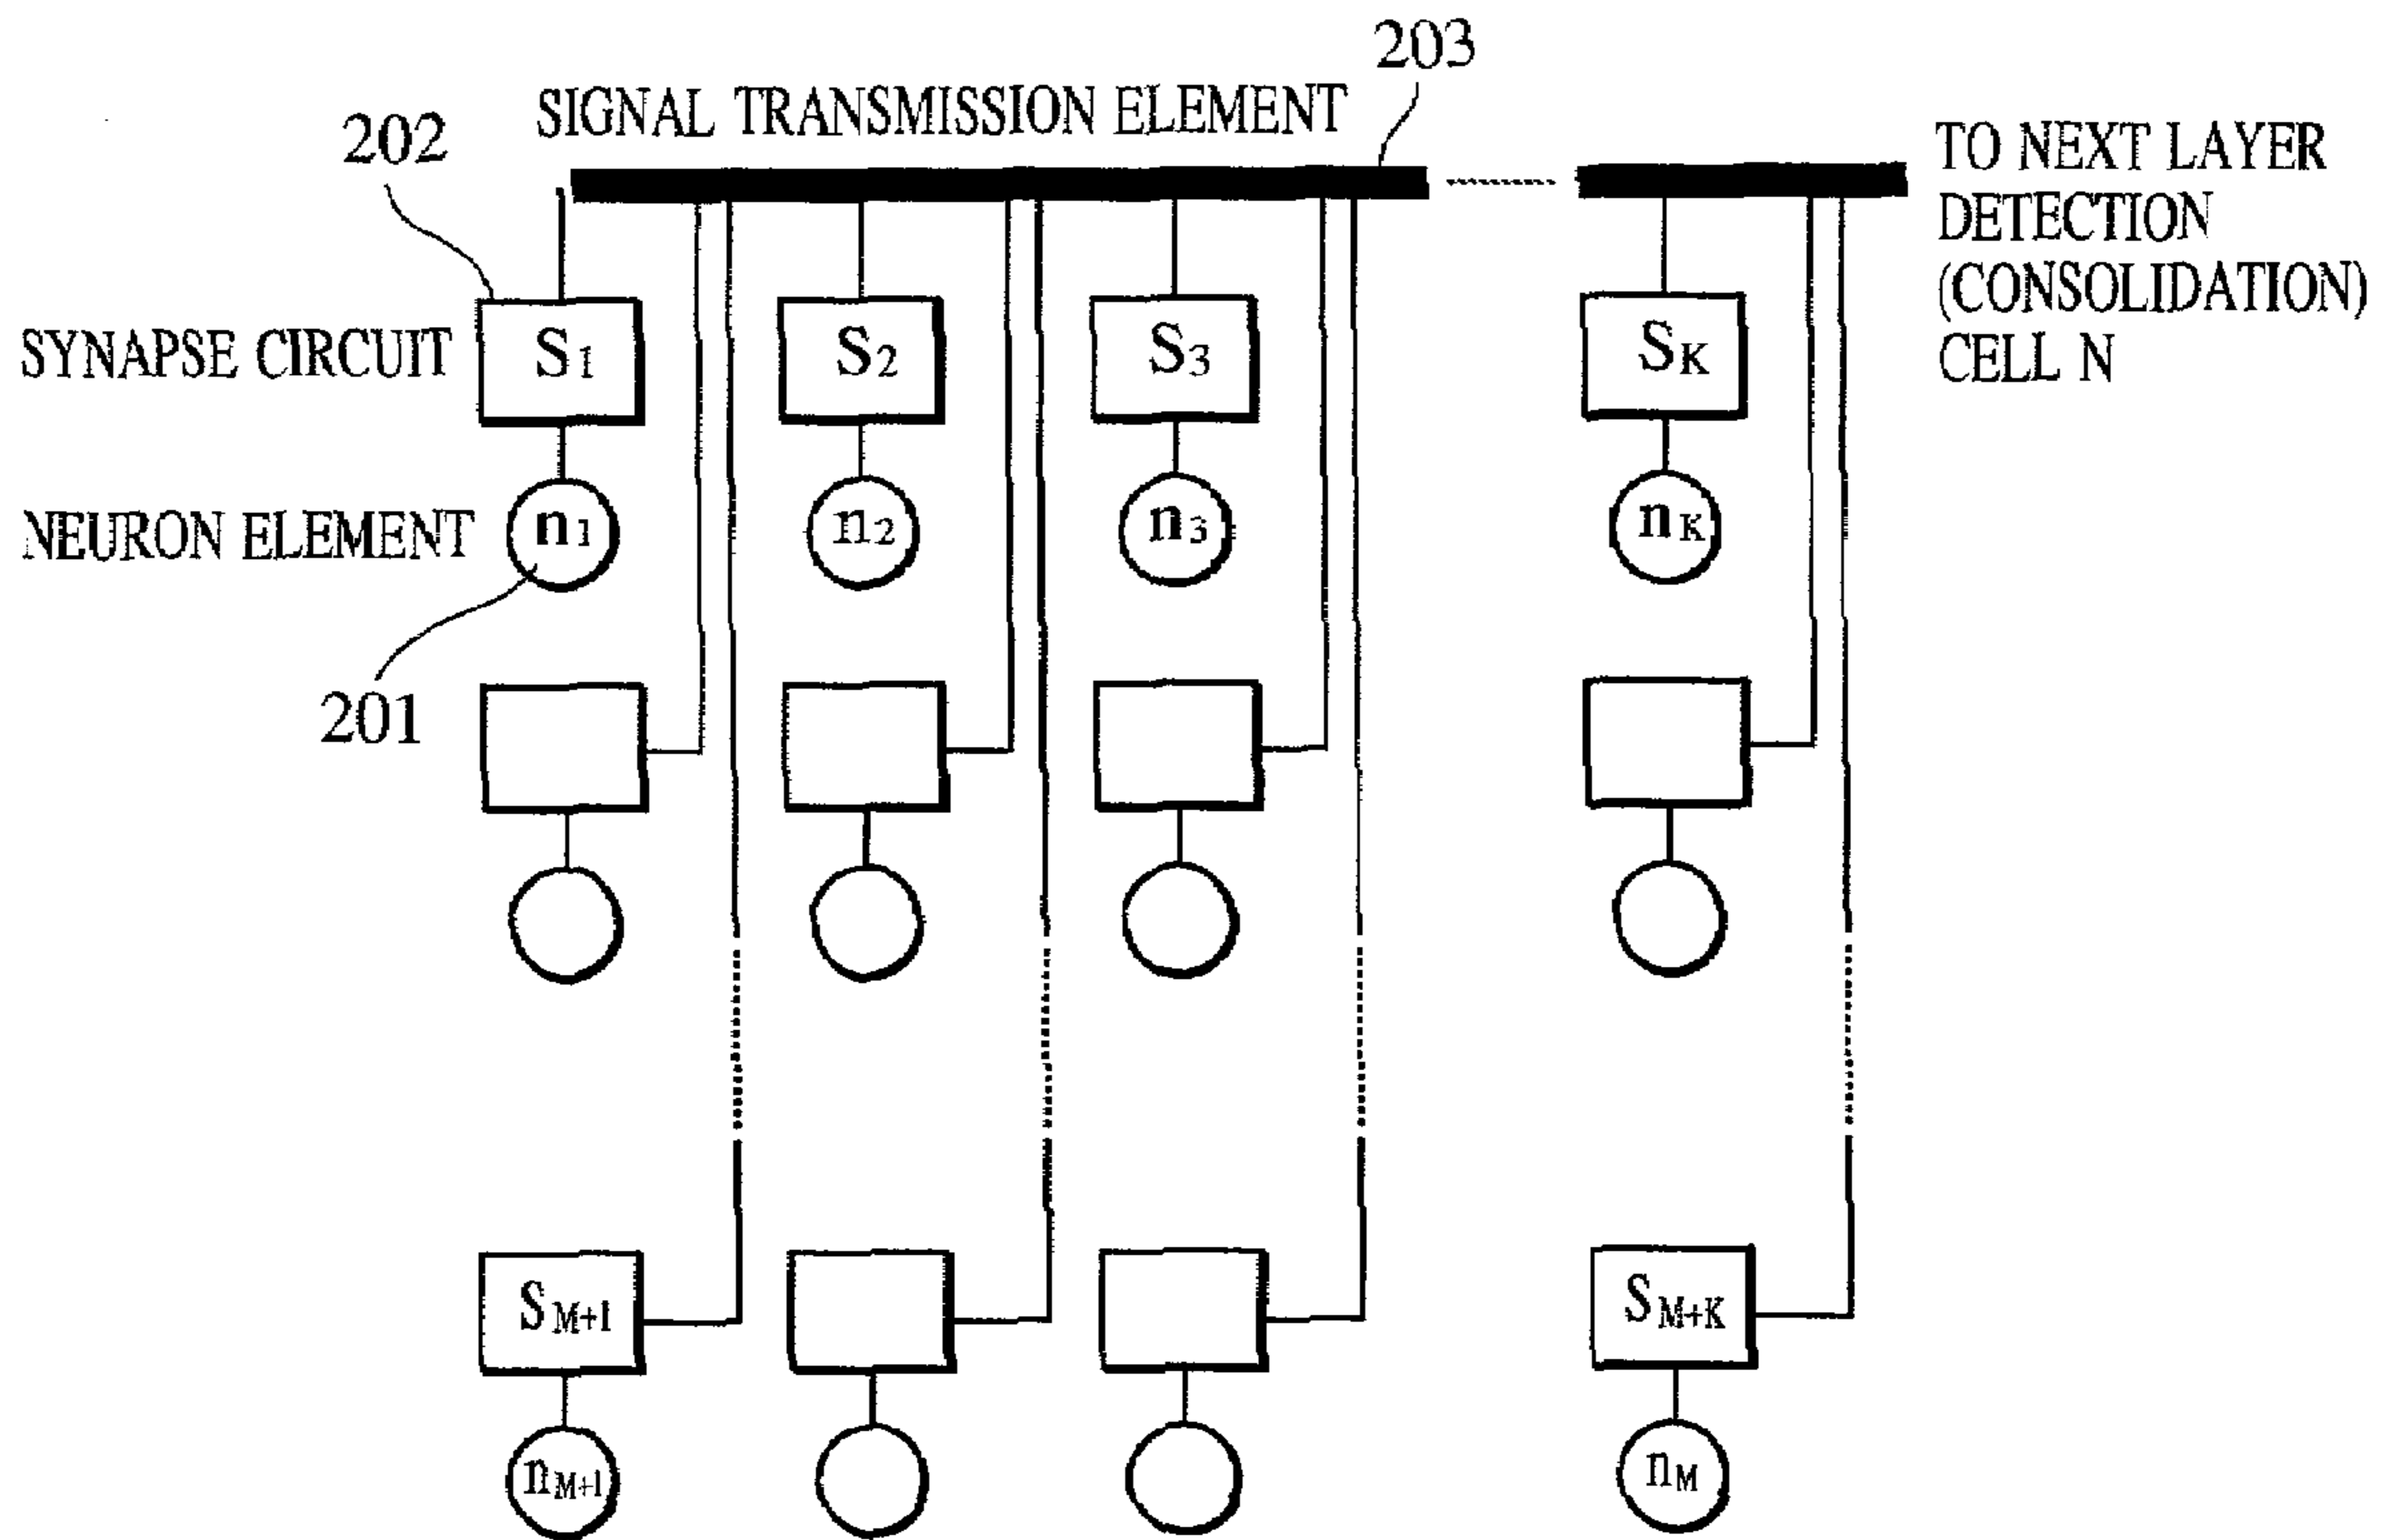 203
SIGNAL TRANSMISSION ELEMENT
202
TO NEXT LAYER
DETECTION
(CONSOLIDATION)
CELL N
SYNAPSE CIRCUIT
S1
S2
S3
SK
NEURON ELEMENT
n1
n2
n3
nK
201
SM+1
SM+K
nM+1
nM